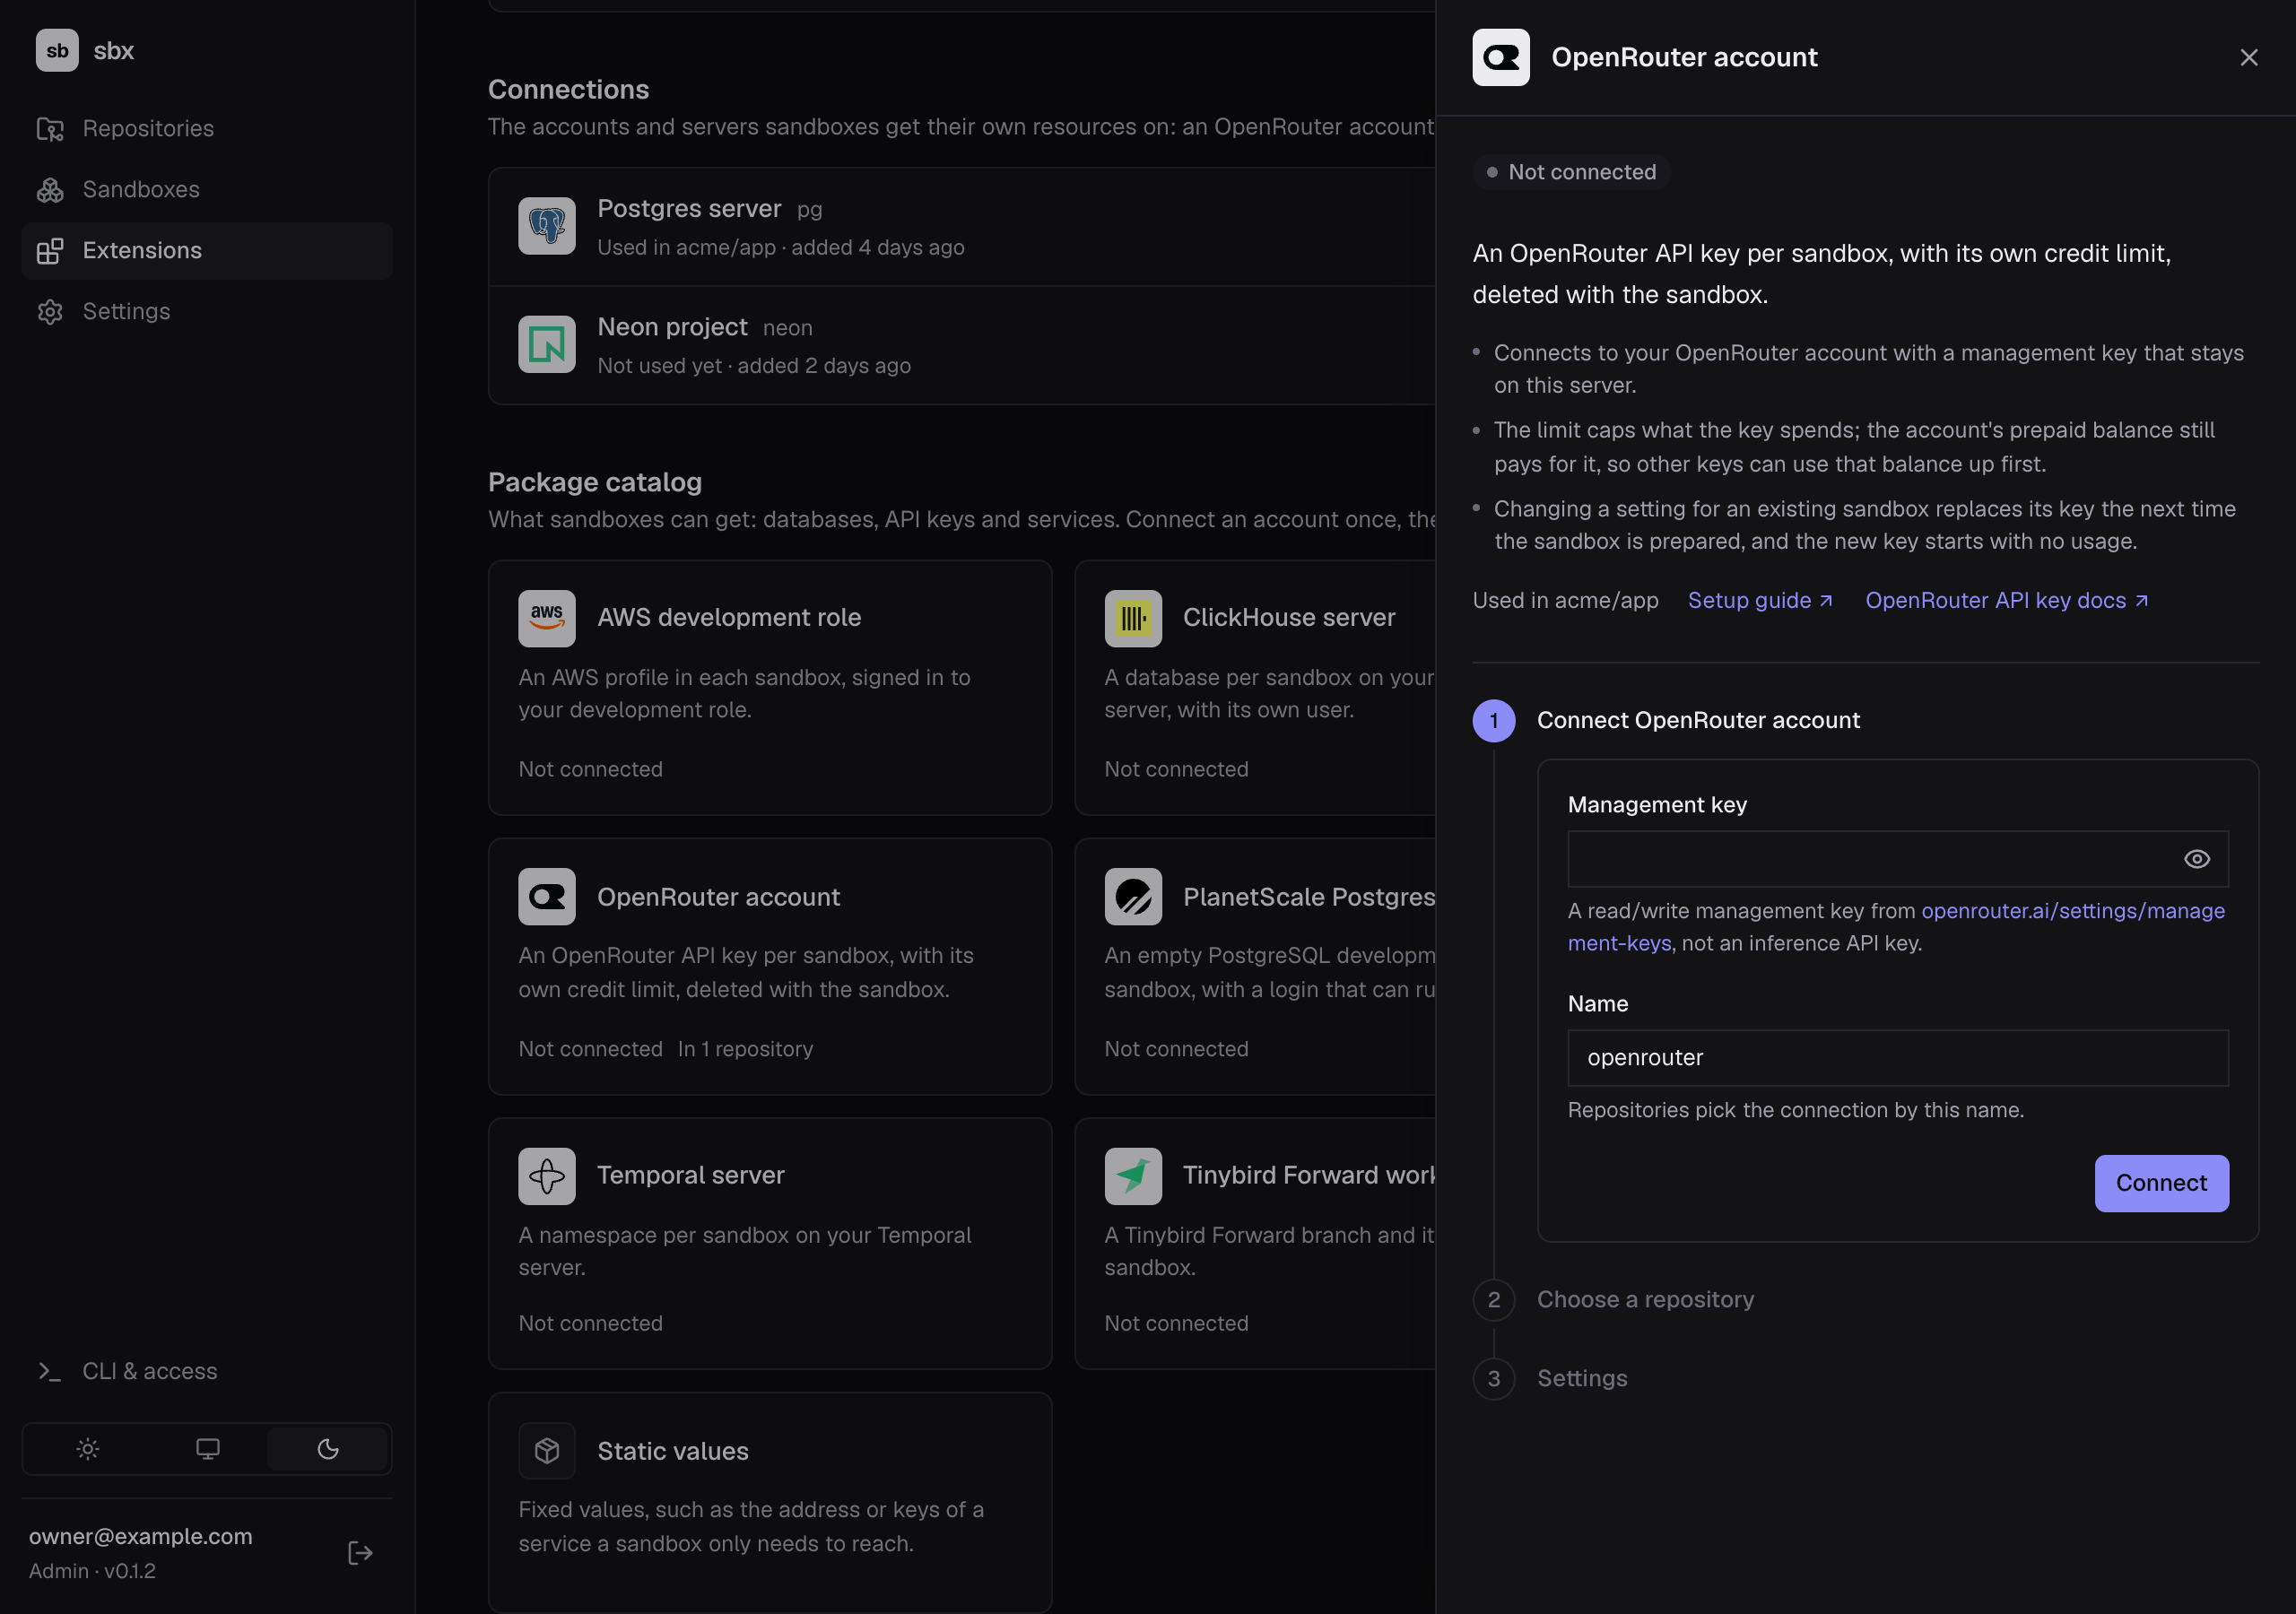 sb sbx
Repositories
Sandboxes
Extensions
Settings
CLI & access
owner@example.com
Admin · v0.1.2
Connections
The accounts and servers sandboxes get their own resources on: an OpenRouter account
Postgres server pg
Used in acme/app · added 4 days ago
Neon project neon
Not used yet · added 2 days ago
Package catalog
What sandboxes can get: databases, API keys and services. Connect an account once, the
aws
AWS development role
An AWS profile in each sandbox, signed in to
your development role.
Not connected
ClickHouse server
A database per sandbox on your
server, with its own user.
Not connected
OpenRouter account
An OpenRouter API key per sandbox, with its
own credit limit, deleted with the sandbox.
Not connected In 1 repository
PlanetScale Postgres
An empty PostgreSQL developm
sandbox, with a login that can ru
Not connected
Temporal server
A namespace per sandbox on your Temporal
server.
Not connected
Tinybird Forward work
A Tinybird Forward branch and it
sandbox.
Not connected
Static values
Fixed values, such as the address or keys of a
service a sandbox only needs to reach.
OpenRouter account
Not connected
An OpenRouter API key per sandbox, with its own credit limit,
deleted with the sandbox.
• Connects to your OpenRouter account with a management key that stays
on this server.
• The limit caps what the key spends; the account's prepaid balance still
pays for it, so other keys can use that balance up first.
• Changing a setting for an existing sandbox replaces its key the next time
the sandbox is prepared, and the new key starts with no usage.
Used in acme/app Setup guide ↗ OpenRouter API key docs ↗
1 Connect OpenRouter account
Management key
A read/write management key from openrouter.ai/settings/manage
ment-keys, not an inference API key.
Name
openrouter
Repositories pick the connection by this name.
Connect
2 Choose a repository
3 Settings